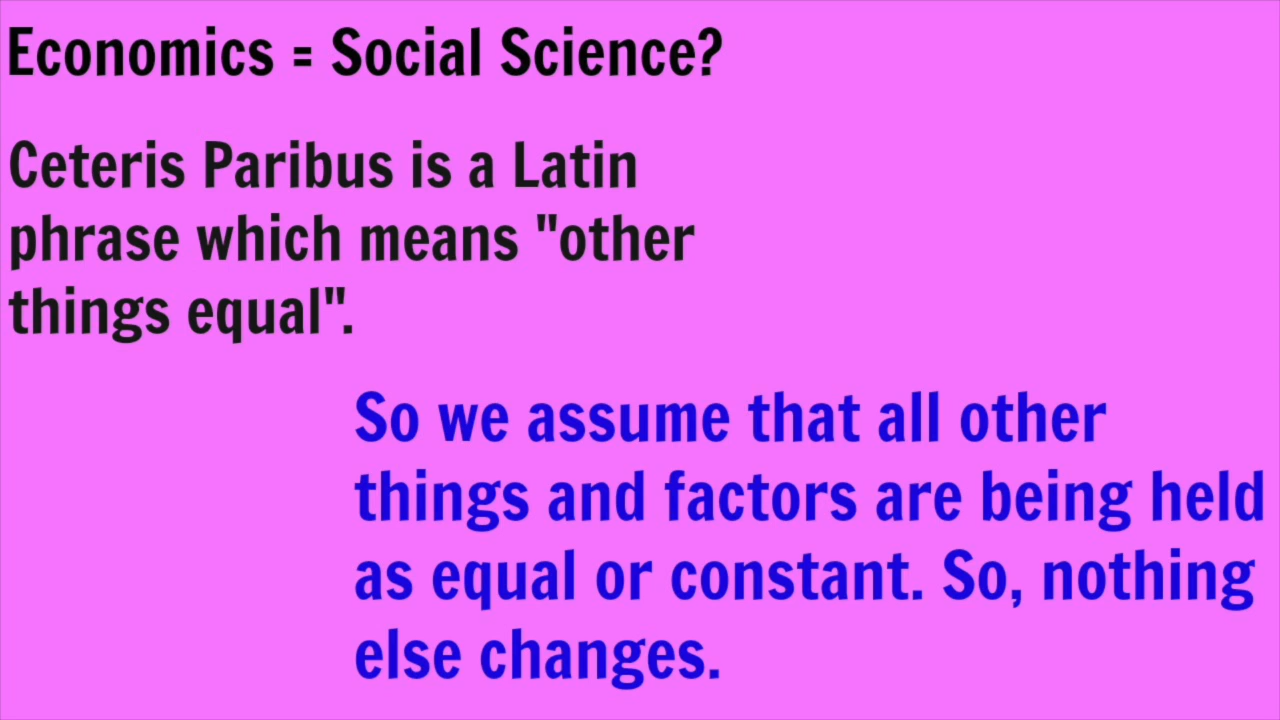 Economics = Social Science?
Ceteris Paribus is a Latin
phrase which means "other
things equal".
So we assume that all other
things and factors are being held
as equal or constant. So, nothing
else changes.